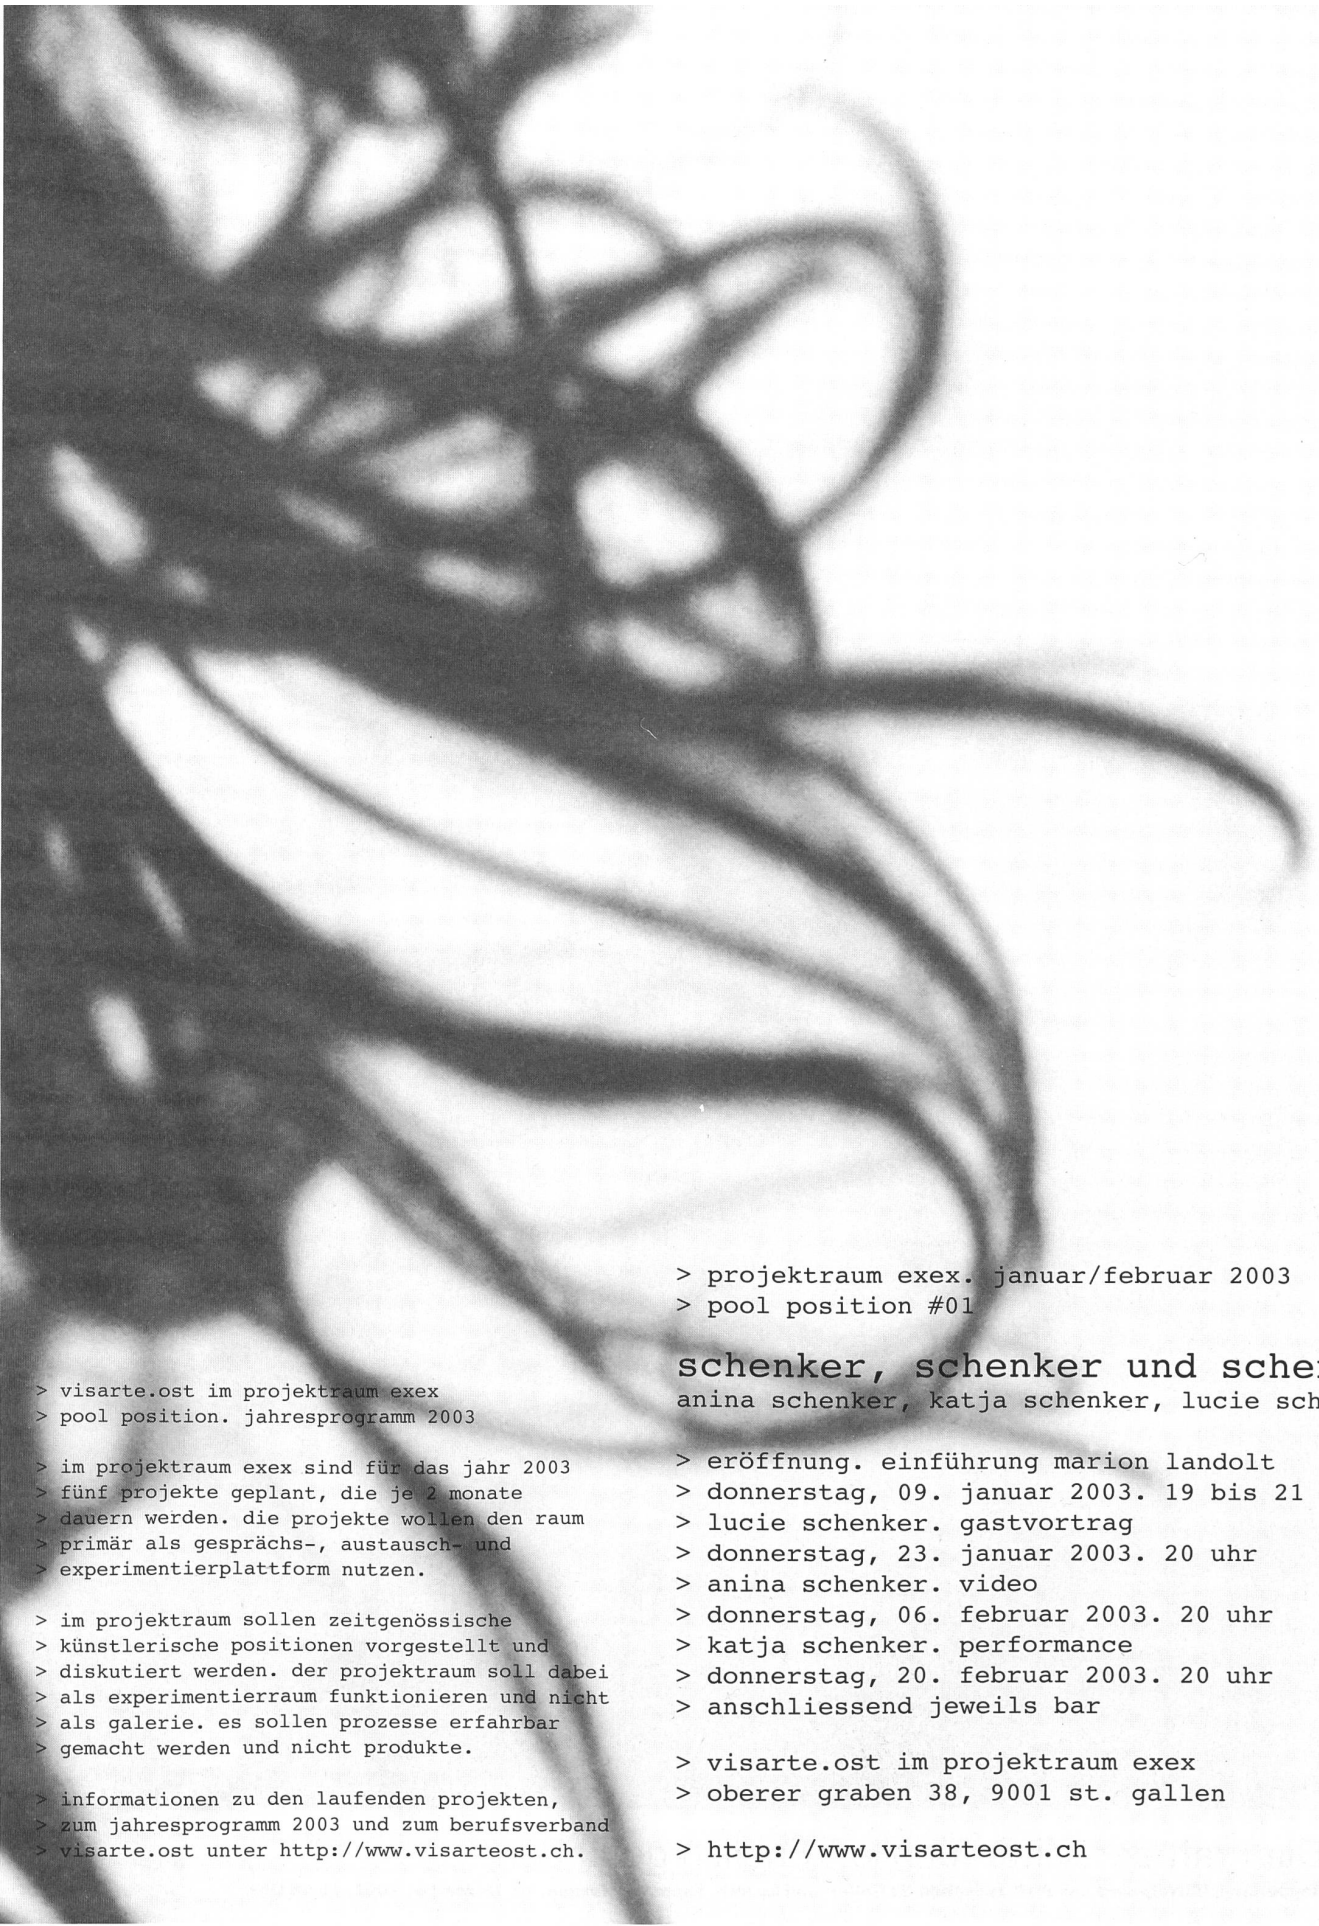 > visarte.ost im projektraum exex
> pool position. jahresprogramm 2003
> im projektraum exex sind für das jahr 2003
> fünf projekte geplant, die je 2 monate
> dauern werden. die projekte wollen den raum
> primär als gesprächs-, austausch- und
> experimentierplattform nutzen.
> im projektraum sollen zeitgenössische
> künstlerische positionen vorgestellt und
> diskutiert werden. der projektraum soll dabei
> als experimentierraum funktionieren und nicht
> als galerie. es sollen prozesse erfahrbar
> gemacht werden und nicht produkte.
> informationen zu den laufenden projekten,
> zum jahresprogramm 2003 und zum berufsverband
> visarte.ost unter http://www.visarteost.ch.
> projektraum exex. januar/februar 2003
> pool position #01
schenker, schenker und sche
anina schenker, katja schenker, lucie sch
> eröffnung. einführung marion landolt
> donnerstag, 09. januar 2003. 19 bis 21
> lucie schenker. gastvortrag
> donnerstag, 23. januar 2003. 20 uhr
> anina schenker. video
> donnerstag, 06. februar 2003. 20 uhr
> katja schenker. performance
> donnerstag, 20. februar 2003. 20 uhr
> anschliessend jeweils bar
> visarte.ost im projektraum exex
> oberer graben 38, 9001 st. gallen
> http://www.visarteost.ch